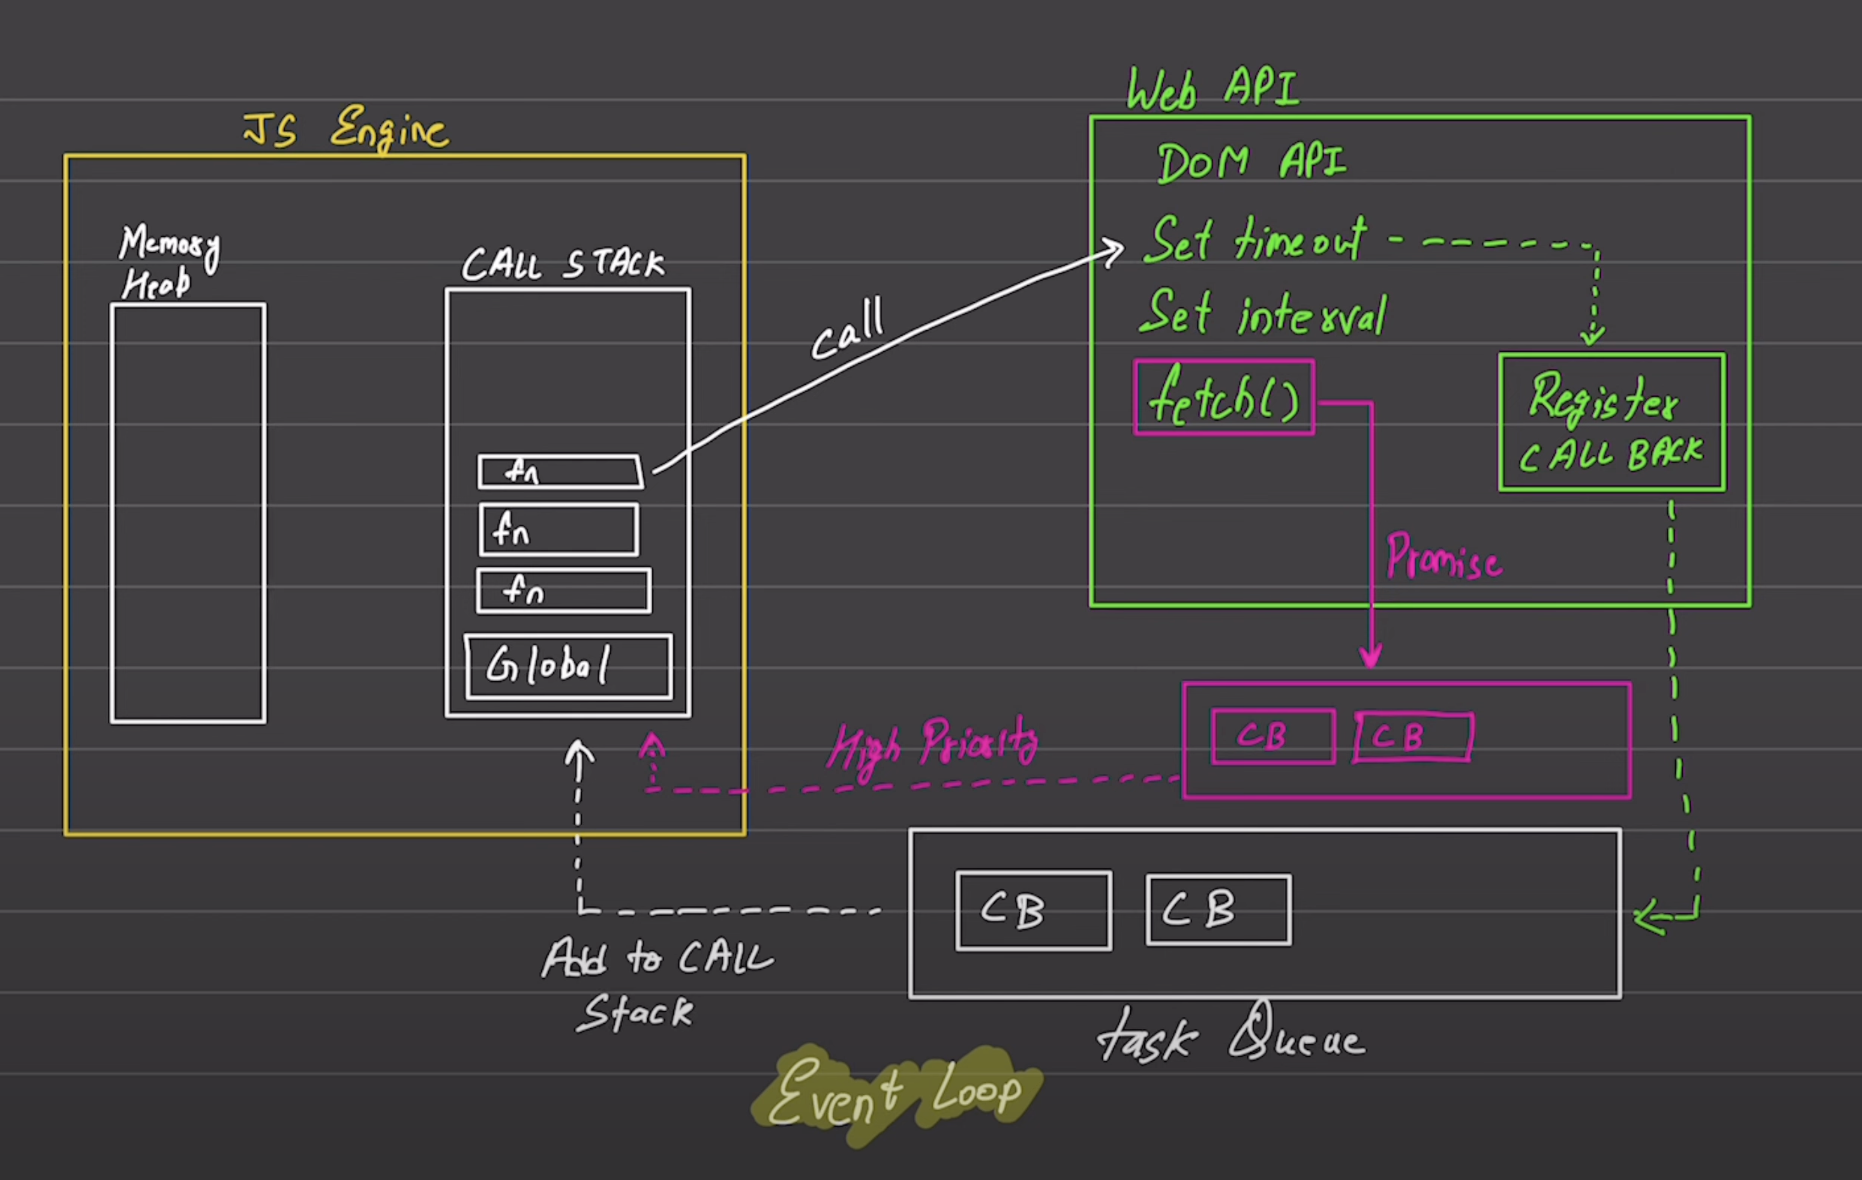 JS Engine
Memory
Heap
CALL STACK
fn
fn
fn
Global
call
Web API
DOM API
Set timeout
Set interval
fetch()
Register
CALL BACK
Promise
High Priority
CB CB
CB CB
Add to CALL
Stack
task Queue
Event Loop